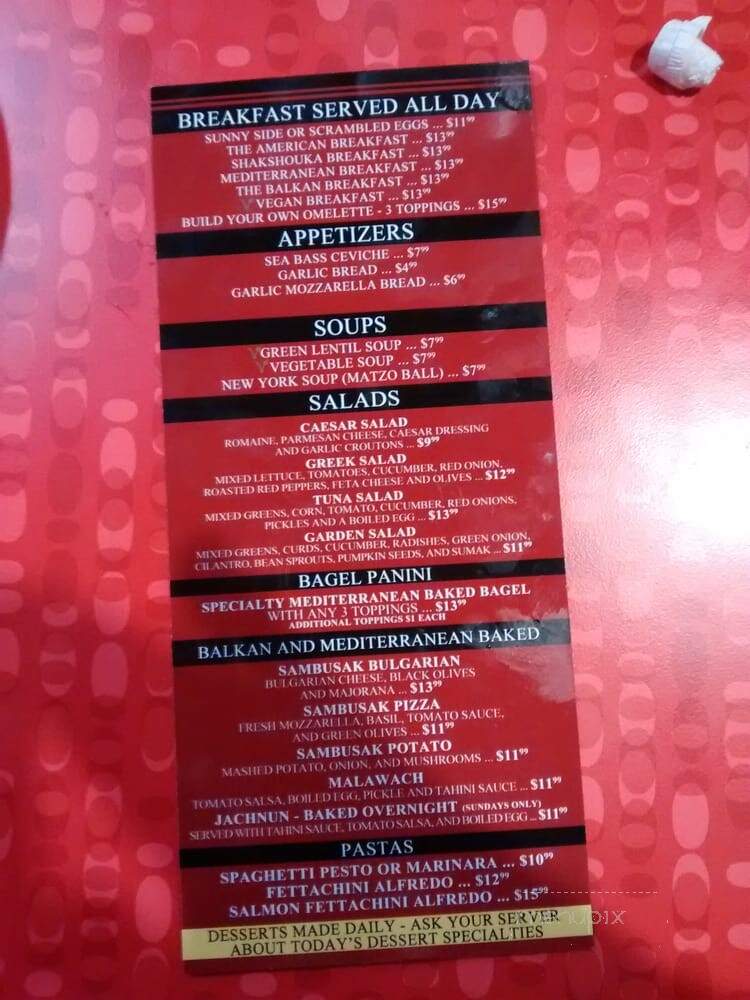 BREAKFAST SERVED ALL DAY
SUNNY SIDE OR SCRAMBLED EGGS ... $11⁹⁹
THE AMERICAN BREAKFAST ... $13⁹⁹
SHAKSHOUKA BREAKFAST ... $13⁹⁹
MEDITERRANEAN BREAKFAST ... $13⁹⁹
THE BALKAN BREAKFAST ... $13⁹⁹
V VEGAN BREAKFAST ... $13⁹⁹
BUILD YOUR OWN OMELETTE - 3 TOPPINGS ... $15⁹⁹
APPETIZERS
SEA BASS CEVICHE ... $7⁹⁹
GARLIC BREAD ... $4⁹⁹
GARLIC MOZZARELLA BREAD ... $6⁹⁹
SOUPS
V GREEN LENTIL SOUP ... $7⁹⁹
V VEGETABLE SOUP ... $7⁹⁹
NEW YORK SOUP (MATZO BALL) ... $7⁹⁹
SALADS
CAESAR SALAD
ROMAINE, PARMESAN CHEESE, CAESAR DRESSING
AND GARLIC CROUTONS ... $9⁹⁹
GREEK SALAD
MIXED LETTUCE, TOMATOES, CUCUMBER, RED ONION,
ROASTED RED PEPPERS, FETA CHEESE AND OLIVES ... $12⁹⁹
TUNA SALAD
MIXED GREENS, CORN, TOMATO, CUCUMBER, RED ONIONS,
PICKLES AND A BOILED EGG ... $13⁹⁹
GARDEN SALAD
MIXED GREENS, CURDS, CUCUMBER, RADISHES, GREEN ONION,
CILANTRO, BEAN SPROUTS, PUMPKIN SEEDS, AND SUMAK ... $11⁹⁹
BAGEL PANINI
SPECIALTY MEDITERRANEAN BAKED BAGEL
WITH ANY 3 TOPPINGS ... $13⁹⁹
ADDITIONAL TOPPINGS $1 EACH
BALKAN AND MEDITERRANEAN BAKED
SAMBUSAK BULGARIAN
BULGARIAN CHEESE, BLACK OLIVES
AND MAJORANA ... $13⁹⁹
SAMBUSAK PIZZA
FRESH MOZZARELLA, BASIL, TOMATO SAUCE,
AND GREEN OLIVES ... $11⁹⁹
SAMBUSAK POTATO
MASHED POTATO, ONION, AND MUSHROOMS ... $11⁹⁹
MALAWACH
TOMATO SALSA, BOILED EGG, PICKLE AND TAHINI SAUCE ... $11⁹⁹
JACHNUN - BAKED OVERNIGHT (SUNDAYS ONLY)
SERVED WITH TAHINI SAUCE, TOMATO SALSA, AND BOILED EGG ... $11⁹⁹
PASTAS
SPAGHETTI PESTO OR MARINARA ... $10⁹⁹
FETTACHINI ALFREDO ... $12⁹⁹
SALMON FETTACHINI ALFREDO ... $15⁹⁹
DESSERTS MADE DAILY - ASK YOUR SERVER
ABOUT TODAY'S DESSERT SPECIALTIES